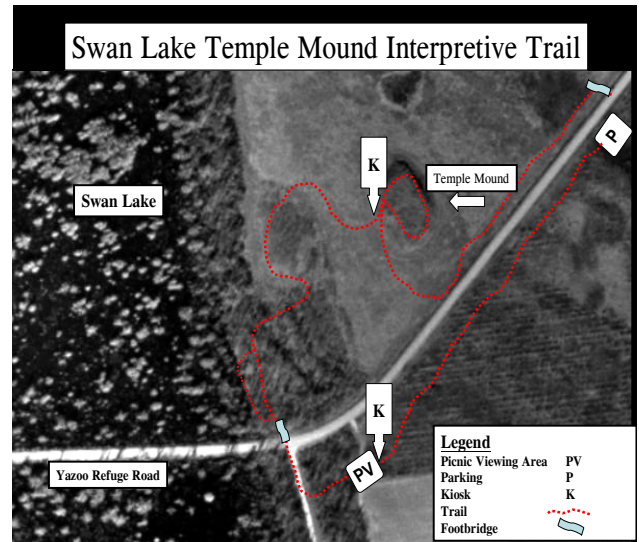 Swan Lake Temple Mound Interpretive Trail
P
K
Temple Mound
Swan Lake
K
PV
Yazoo Refuge Road
Legend
Picnic Viewing Area PV
Parking P
Kiosk K
Trail
Footbridge